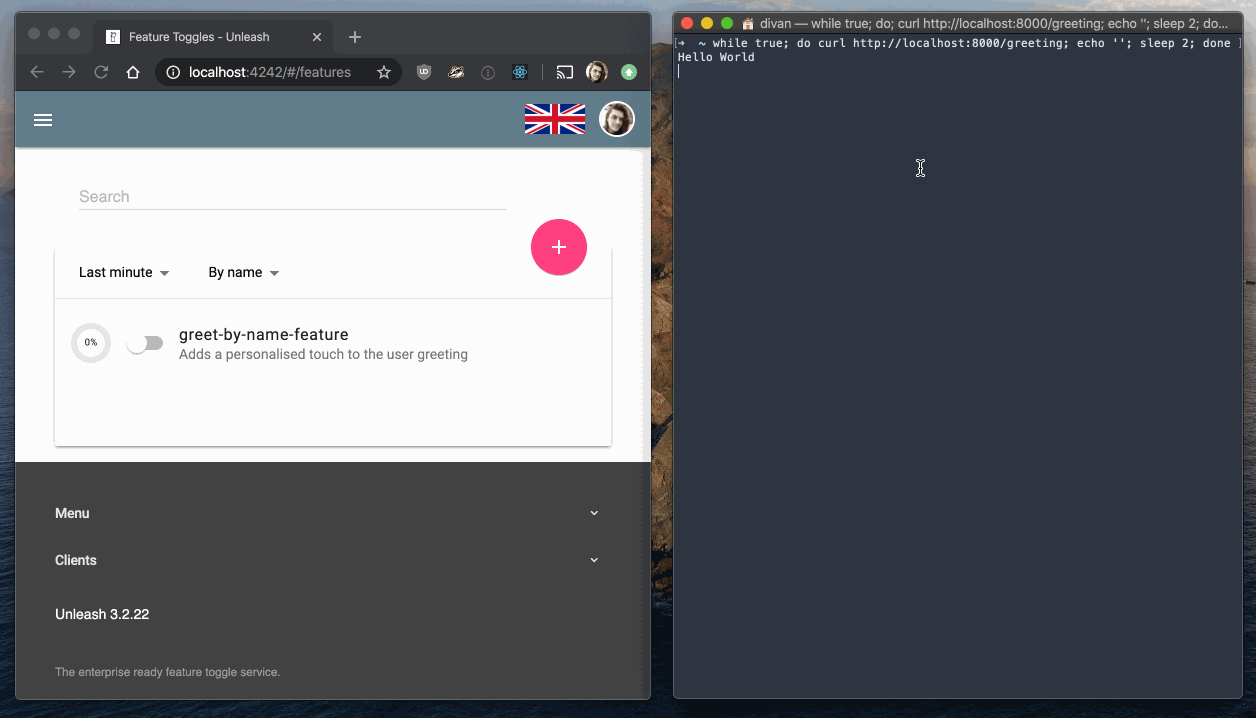 Feature Toggles - Unleash
localhost:4242/#/features
Search
Last minute
By name
0%
greet-by-name-feature
Adds a personalised touch to the user greeting
Menu
Clients
Unleash 3.2.22
The enterprise ready feature toggle service.
divan — while true; do; curl http://localhost:8000/greeting; echo ''; sleep 2; do...
[➜ ~ while true; do curl http://localhost:8000/greeting; echo ''; sleep 2; done ]
Hello World